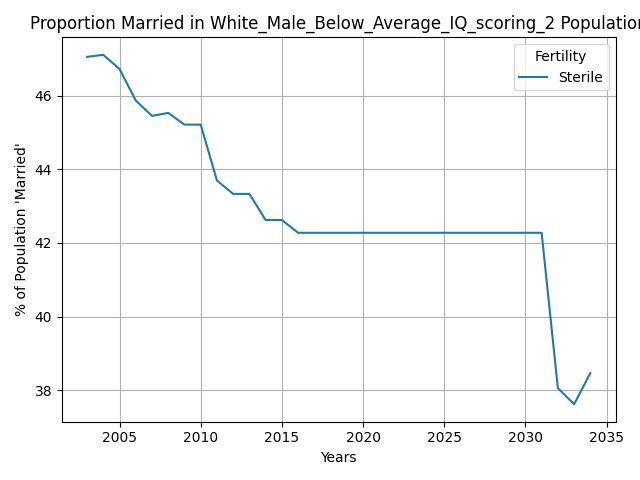 Proportion Married in White_Male_Below_Average_IQ_scoring_2 Population
Fertility
Sterile
46
44
42
40
38
% of Population 'Married'
2005 2010 2015 2020 2025 2030 2035
Years